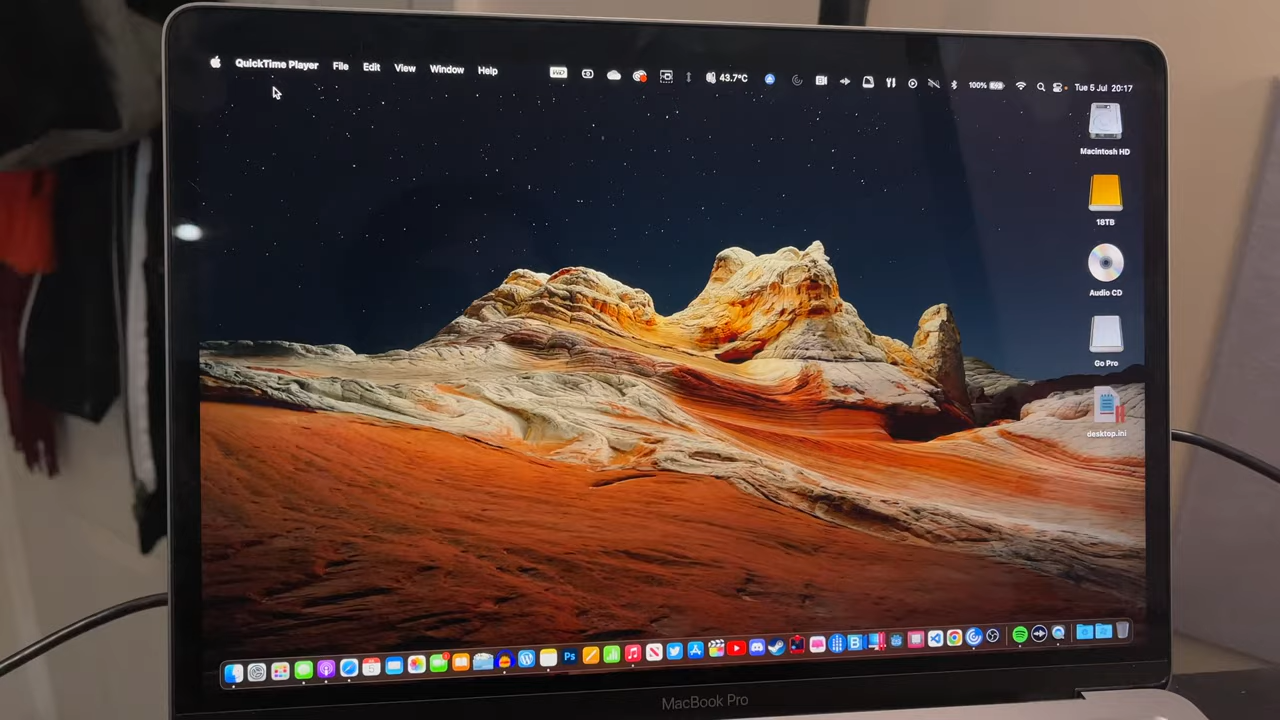 QuickTime Player File Edit View Window Help 43.7°C 100% Tue 5 Jul 20:17
Macintosh HD
18TB
Audio CD
Go Pro
desktop.ini
MacBook Pro